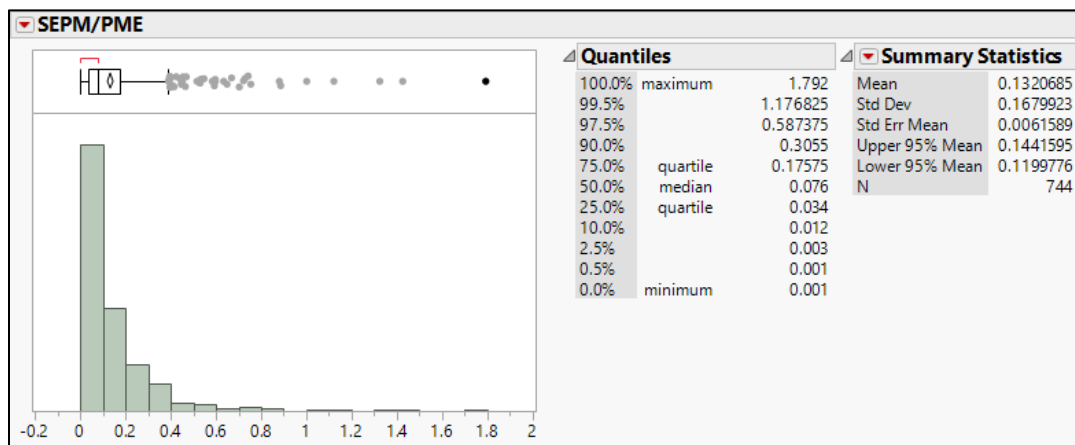 SEPM/PME
Quantiles
100.0% maximum 1.792
99.5% 1.176825
97.5% 0.587375
90.0% 0.3055
75.0% quartile 0.17575
50.0% median 0.076
25.0% quartile 0.034
10.0% 0.012
2.5% 0.003
0.5% 0.001
0.0% minimum 0.001
Summary Statistics
Mean 0.1320685
Std Dev 0.1679923
Std Err Mean 0.0061589
Upper 95% Mean 0.1441595
Lower 95% Mean 0.1199776
N 744
-0.2 0 0.2 0.4 0.6 0.8 1 1.2 1.4 1.6 1.8 2